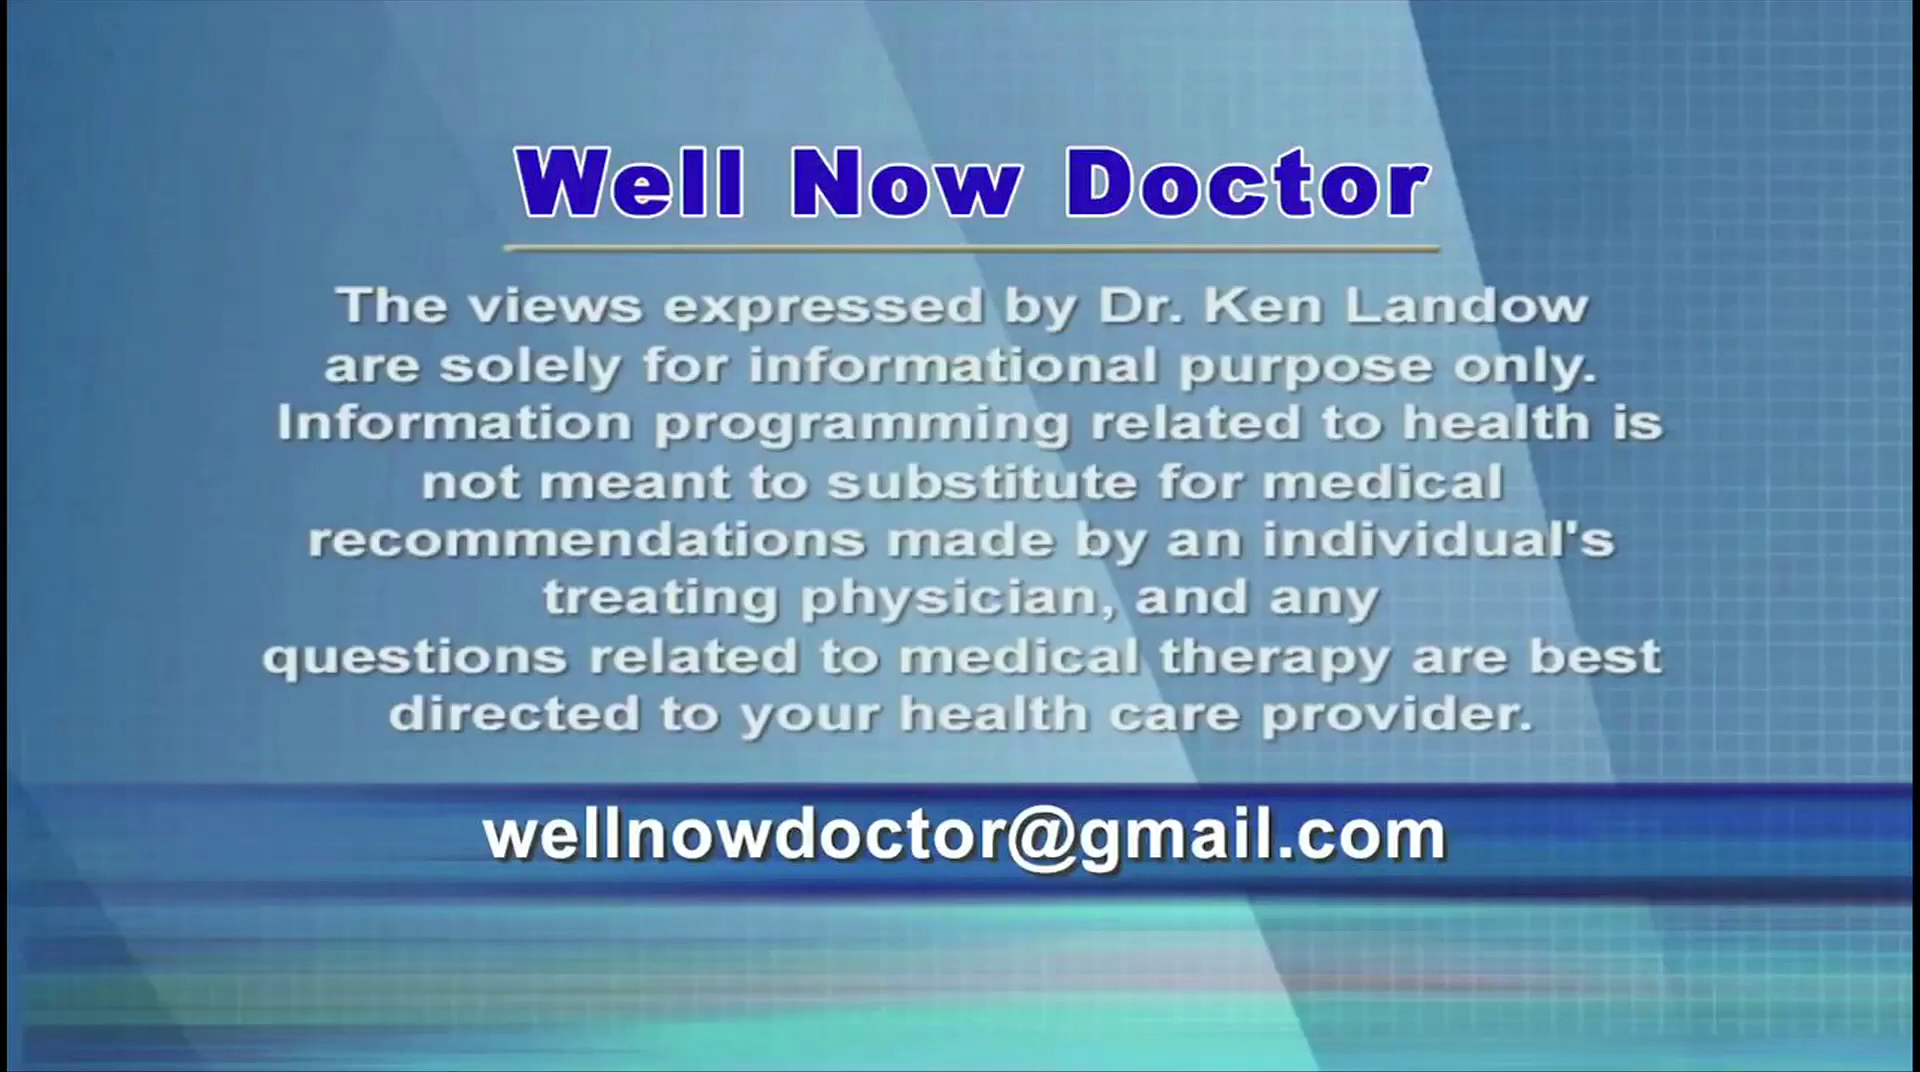 Well Now Doctor
The views expressed by Dr. Ken Landow
are solely for informational purpose only.
Information programming related to health is
not meant to substitute for medical
recommendations made by an individual's
treating physician, and any
questions related to medical therapy are best
directed to your health care provider.
wellnowdoctor@gmail.com